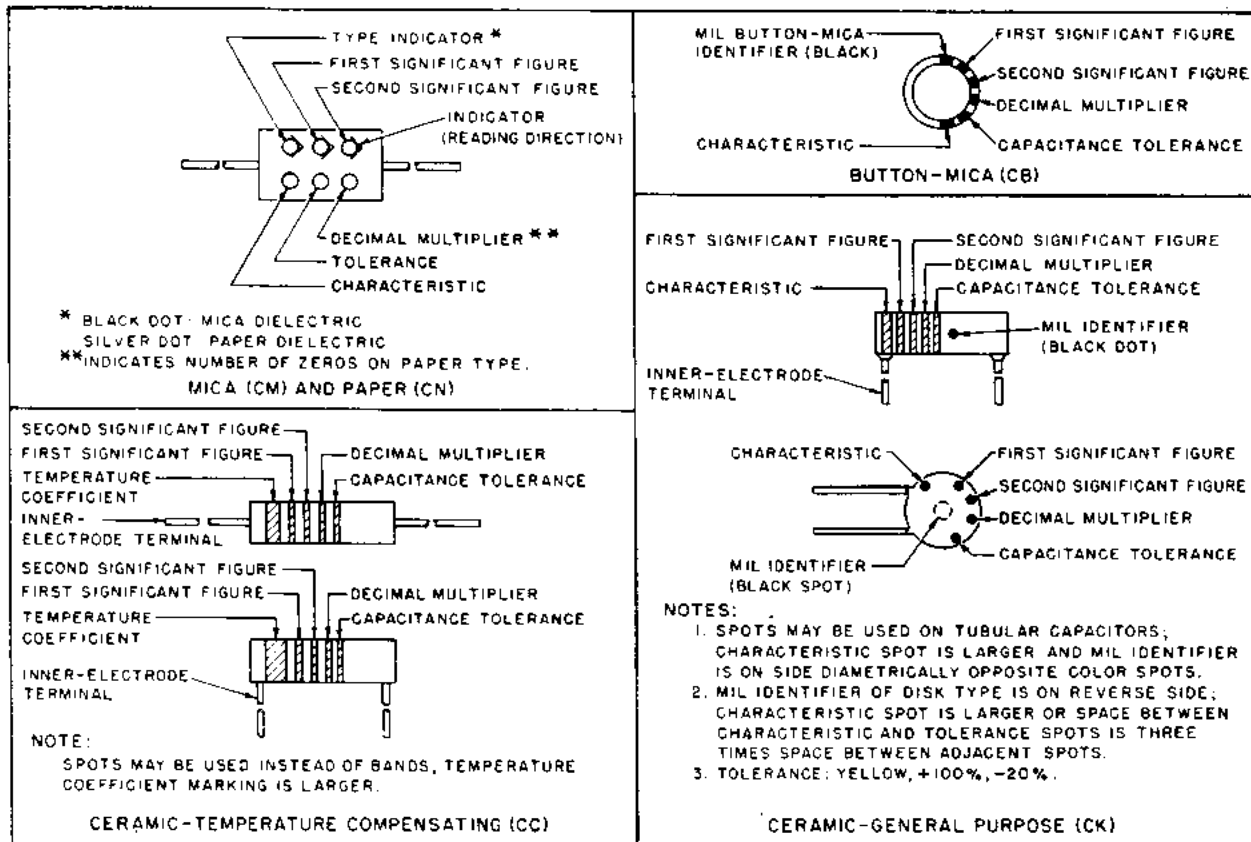 TYPE INDICATOR *
FIRST SIGNIFICANT FIGURE
SECOND SIGNIFICANT FIGURE
INDICATOR
(READING DIRECTION)
DECIMAL MULTIPLIER **
TOLERANCE
CHARACTERISTIC
* BLACK DOT: MICA DIELECTRIC
SILVER DOT: PAPER DIELECTRIC
** INDICATES NUMBER OF ZEROS ON PAPER TYPE.
MICA (CM) AND PAPER (CN)
MIL BUTTON-MICA
IDENTIFIER (BLACK)
FIRST SIGNIFICANT FIGURE
SECOND SIGNIFICANT FIGURE
DECIMAL MULTIPLIER
CHARACTERISTIC
CAPACITANCE TOLERANCE
BUTTON-MICA (CB)
SECOND SIGNIFICANT FIGURE
FIRST SIGNIFICANT FIGURE
DECIMAL MULTIPLIER
TEMPERATURE
COEFFICIENT
CAPACITANCE TOLERANCE
INNER-
ELECTRODE TERMINAL
SECOND SIGNIFICANT FIGURE
FIRST SIGNIFICANT FIGURE
DECIMAL MULTIPLIER
TEMPERATURE
COEFFICIENT
CAPACITANCE TOLERANCE
INNER-ELECTRODE
TERMINAL
NOTE:
SPOTS MAY BE USED INSTEAD OF BANDS, TEMPERATURE
COEFFICIENT MARKING IS LARGER.
CERAMIC-TEMPERATURE COMPENSATING (CC)
FIRST SIGNIFICANT FIGURE
SECOND SIGNIFICANT FIGURE
DECIMAL MULTIPLIER
CHARACTERISTIC
CAPACITANCE TOLERANCE
MIL IDENTIFIER
(BLACK DOT)
INNER-ELECTRODE
TERMINAL
CHARACTERISTIC
FIRST SIGNIFICANT FIGURE
SECOND SIGNIFICANT FIGURE
DECIMAL MULTIPLIER
CAPACITANCE TOLERANCE
MIL IDENTIFIER
(BLACK SPOT)
NOTES:
1. SPOTS MAY BE USED ON TUBULAR CAPACITORS;
CHARACTERISTIC SPOT IS LARGER AND MIL IDENTIFIER
IS ON SIDE DIAMETRICALLY OPPOSITE COLOR SPOTS.
2. MIL IDENTIFIER OF DISK TYPE IS ON REVERSE SIDE;
CHARACTERISTIC SPOT IS LARGER OR SPACE BETWEEN
CHARACTERISTIC AND TOLERANCE SPOTS IS THREE
TIMES SPACE BETWEEN ADJACENT SPOTS.
3. TOLERANCE: YELLOW, +100%, -20%.
CERAMIC-GENERAL PURPOSE (CK)